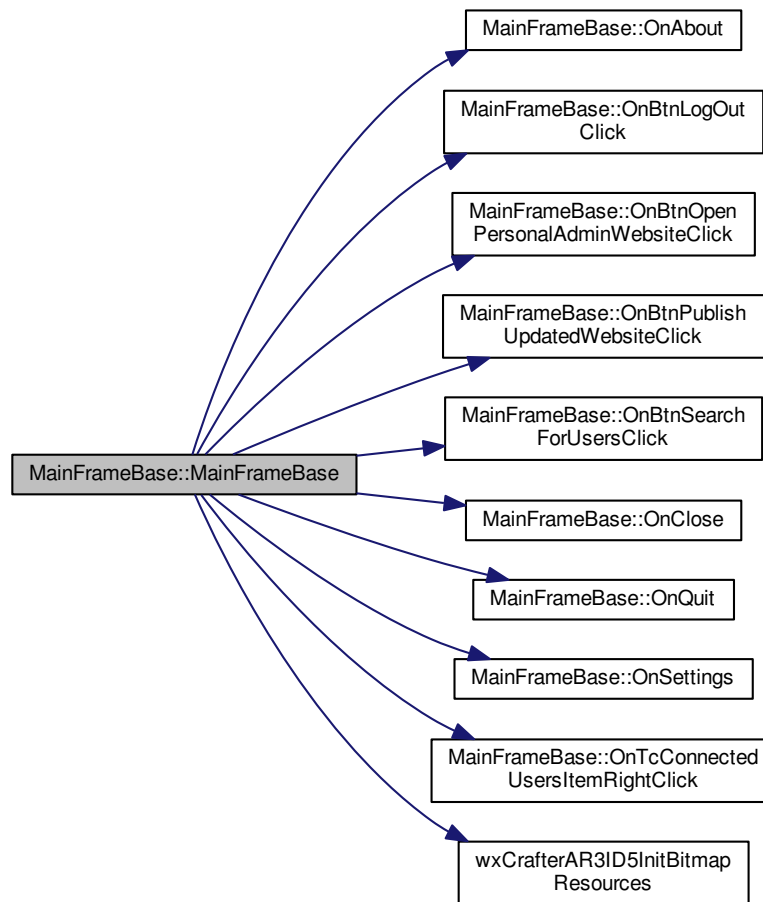 MainFrameBase::OnAbout
MainFrameBase::OnBtnLogOut
Click
MainFrameBase::OnBtnOpen
PersonalAdminWebsiteClick
MainFrameBase::OnBtnPublish
UpdatedWebsiteClick
MainFrameBase::OnBtnSearch
ForUsersClick
MainFrameBase::MainFrameBase
MainFrameBase::OnClose
MainFrameBase::OnQuit
MainFrameBase::OnSettings
MainFrameBase::OnTcConnected
UsersItemRightClick
wxCrafterAR3ID5InitBitmap
Resources